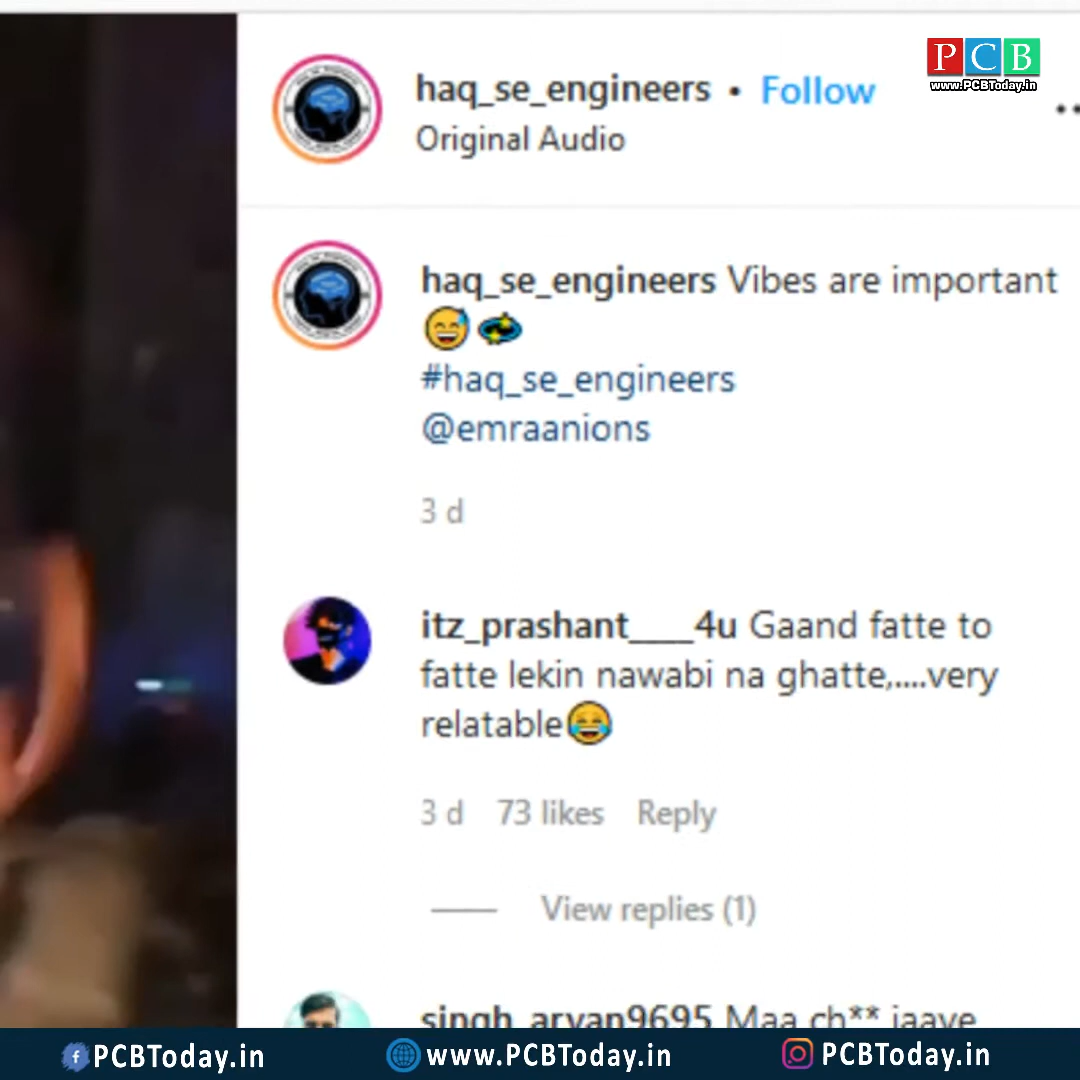 PCB
www.PCBToday.in
haq_se_engineers • Follow
Original Audio
haq_se_engineers Vibes are important
😅💫
#haq_se_engineers
@emraanions
3 d
itz_prashant____4u Gaand fatte to
fatte lekin nawabi na ghatte,....very
relatable😂
3 d 73 likes Reply
View replies (1)
singh_aryan9695 Maa ch** jaaye
PCBToday.in www.PCBToday.in PCBToday.in